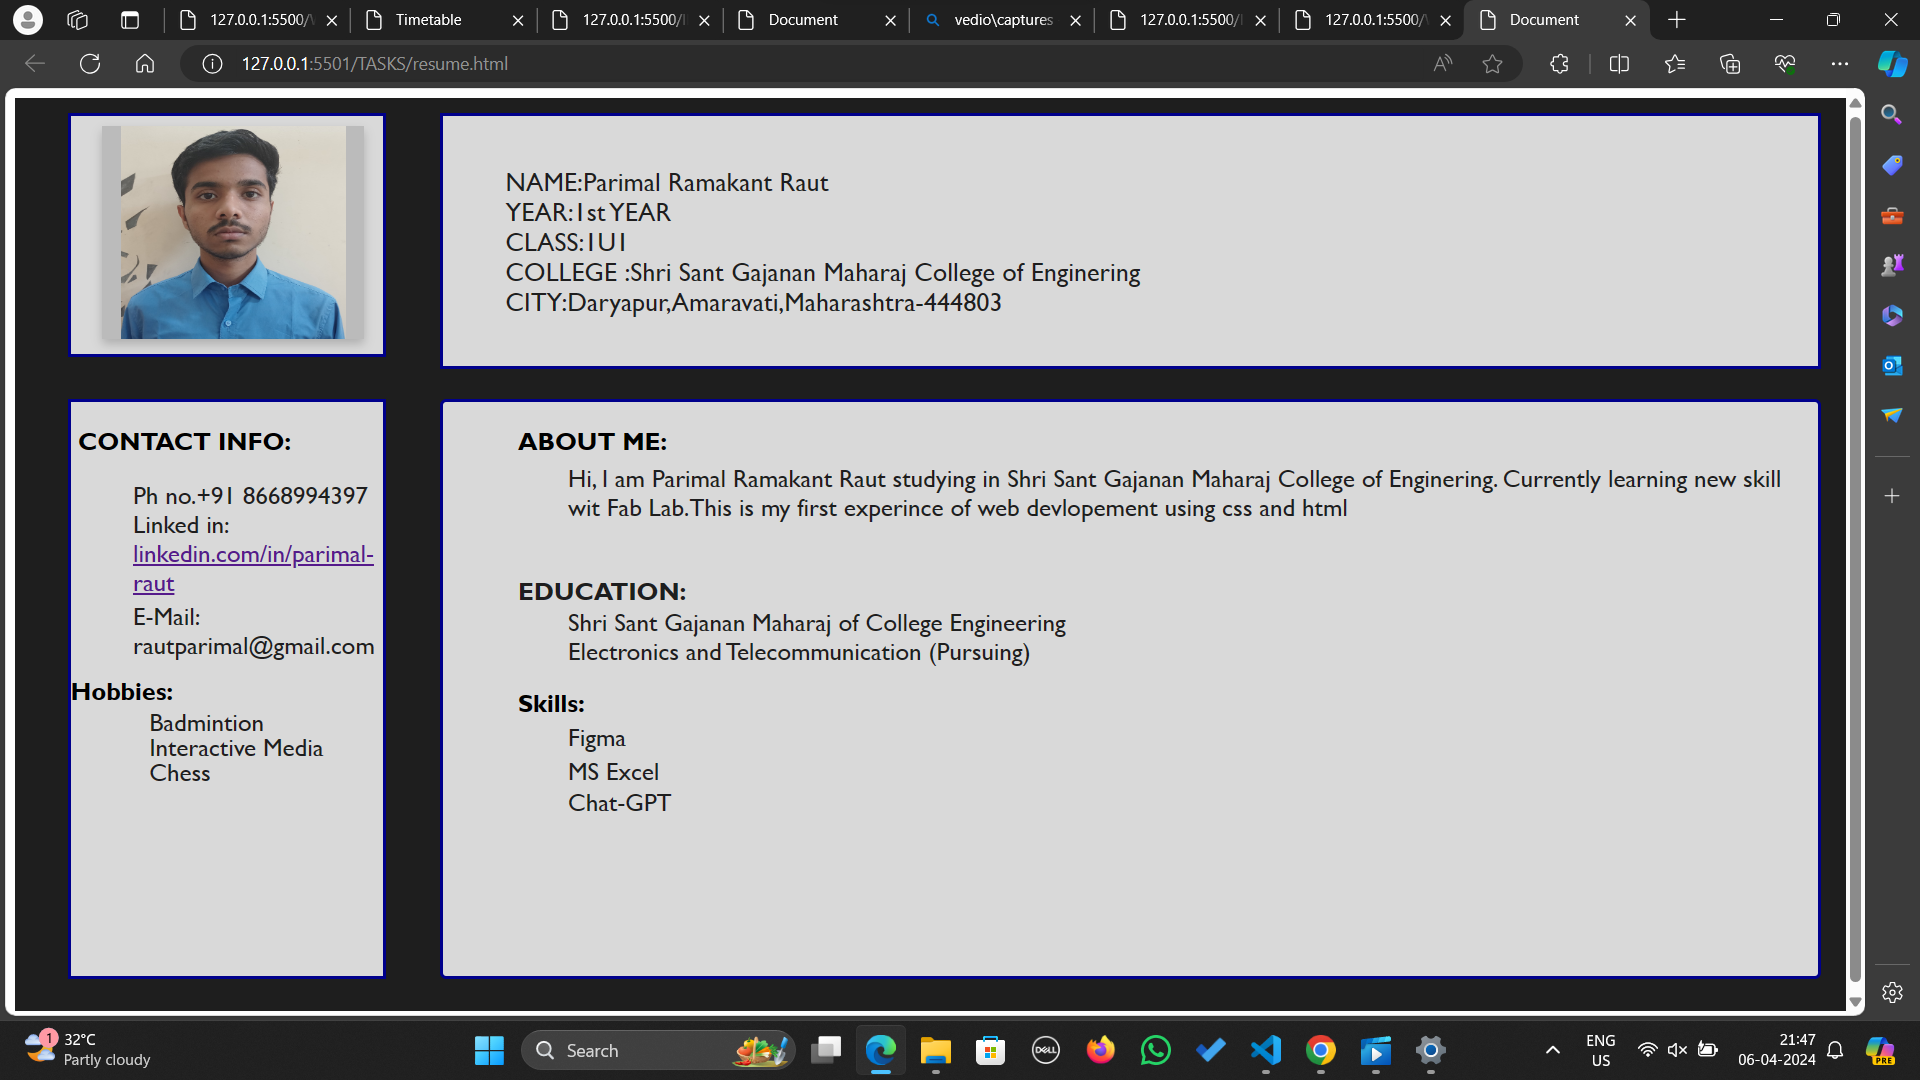 127.0.0.1:5500/
Timetable
127.0.0.1:5500/
Document
vedio\captures
127.0.0.1:5500/
127.0.0.1:5500/
Document
127.0.0.1:5501/TASKS/resume.html
NAME:Parimal Ramakant Raut
YEAR:1st YEAR
CLASS:1U1
COLLEGE :Shri Sant Gajanan Maharaj College of Enginering
CITY:Daryapur,Amaravati,Maharashtra-444803
CONTACT INFO:
Ph no.+91 8668994397
Linked in:
linkedin.com/in/parimal-
raut
E-Mail:
rautparimal@gmail.com
Hobbies:
Badmintion
Interactive Media
Chess
ABOUT ME:
Hi, I am Parimal Ramakant Raut studying in Shri Sant Gajanan Maharaj College of Enginering. Currently learning new skill
wit Fab Lab.This is my first experince of web devlopement using css and html
EDUCATION:
Shri Sant Gajanan Maharaj of College Engineering
Electronics and Telecommunication (Pursuing)
Skills:
Figma
MS Excel
Chat-GPT
1
32°C
Partly cloudy
Search
DELL
ENG
US
21:47
06-04-2024
PRE